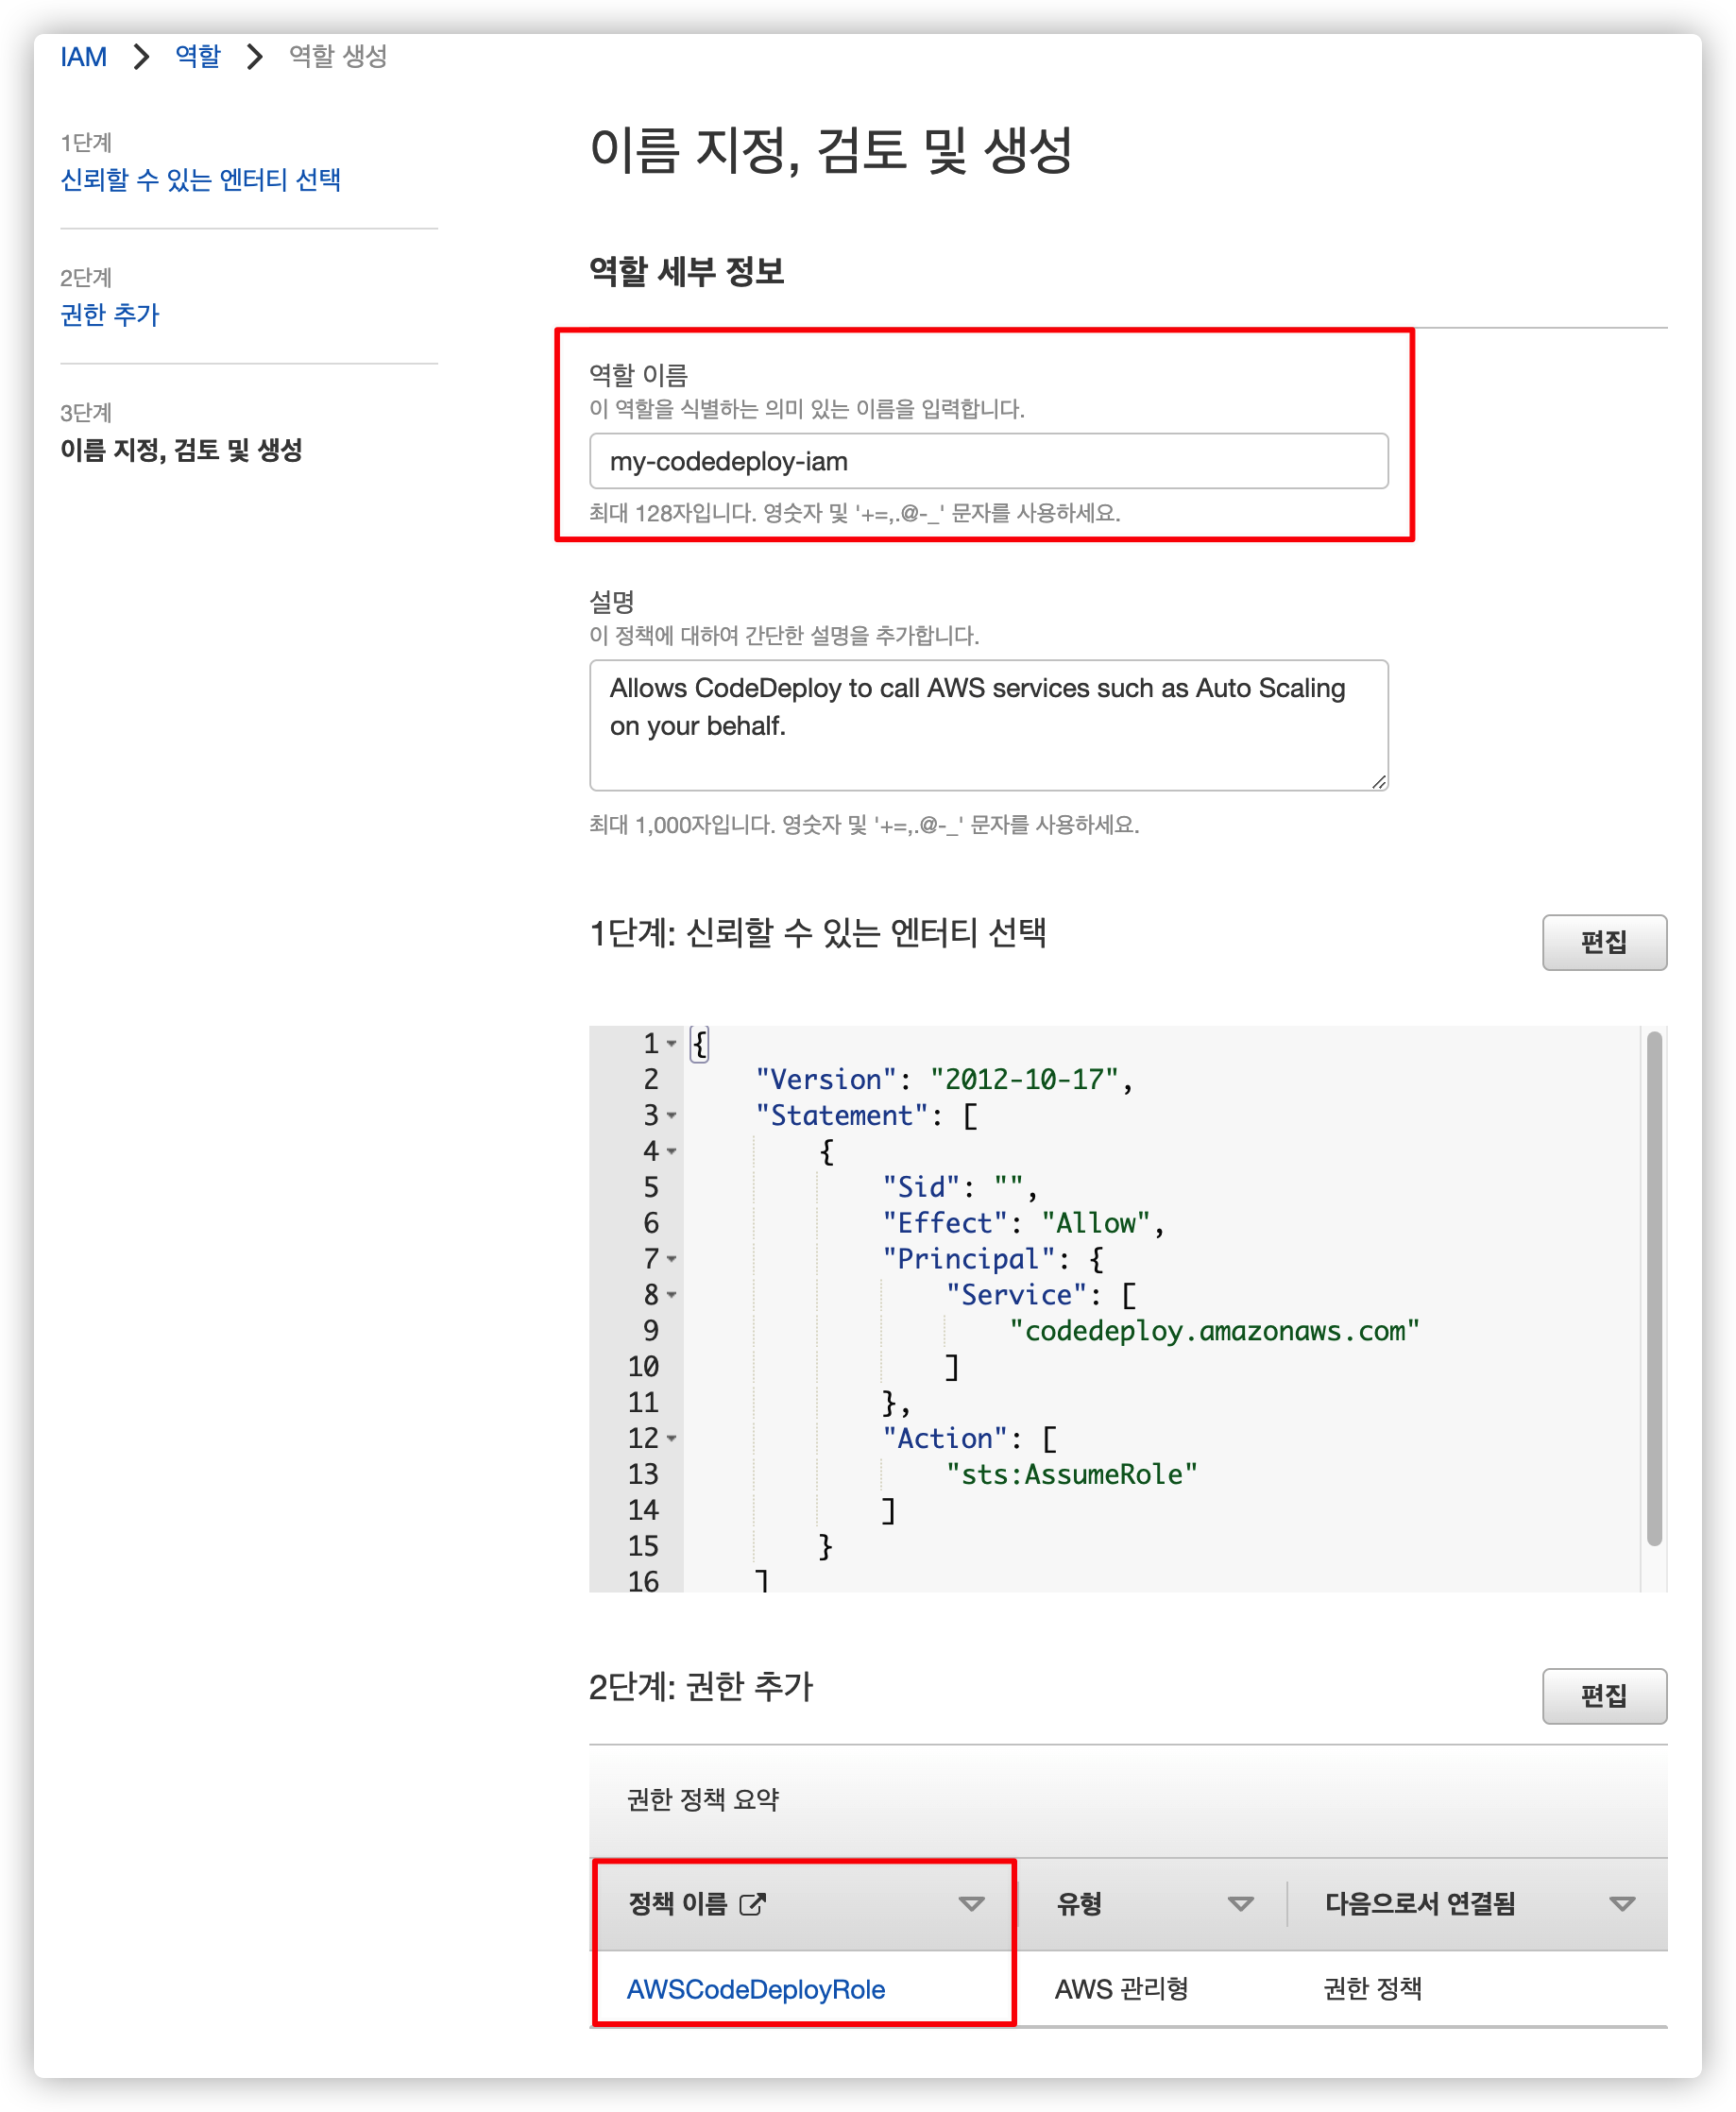 IAM > 역할 > 역할 생성
1단계
신뢰할 수 있는 엔터티 선택
2단계
권한 추가
3단계
이름 지정, 검토 및 생성
이름 지정, 검토 및 생성
역할 세부 정보
역할 이름
이 역할을 식별하는 의미 있는 이름을 입력합니다.
my-codedeploy-iam
최대 128자입니다. 영숫자 및 '+=,.@-_' 문자를 사용하세요.
설명
이 정책에 대하여 간단한 설명을 추가합니다.
Allows CodeDeploy to call AWS services such as Auto Scaling
on your behalf.
최대 1,000자입니다. 영숫자 및 '+=,.@-_' 문자를 사용하세요.
1단계: 신뢰할 수 있는 엔터티 선택
편집
1 {
2 "Version": "2012-10-17",
3 "Statement": [
4 {
5 "Sid": "",
6 "Effect": "Allow",
7 "Principal": {
8 "Service": [
9 "codedeploy.amazonaws.com"
10 ]
11 },
12 "Action": [
13 "sts:AssumeRole"
14 ]
15 }
16 ]
2단계: 권한 추가
편집
권한 정책 요약
정책 이름 유형 다음으로서 연결됨
AWSCodeDeployRole AWS 관리형 권한 정책